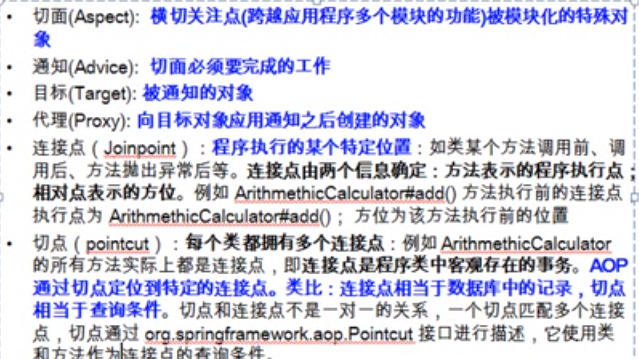 • 切面(Aspect): 横切关注点(跨越应用程序多个模块的功能)被模块化的特殊对
象
• 通知(Advice): 切面必须要完成的工作
• 目标(Target): 被通知的对象
• 代理(Proxy): 向目标对象应用通知之后创建的对象
• 连接点（Joinpoint）：程序执行的某个特定位置：如类某个方法调用前、调
用后、方法抛出异常后等。连接点由两个信息确定：方法表示的程序执行点；
相对点表示的方位。例如 ArithmethicCalculator#add() 方法执行前的连接点
执行点为 ArithmethicCalculator#add()； 方位为该方法执行前的位置
• 切点（pointcut）：每个类都拥有多个连接点：例如 ArithmethicCalculator
的所有方法实际上都是连接点，即连接点是程序类中客观存在的事务。AOP
通过切点定位到特定的连接点。类比：连接点相当于数据库中的记录，切点
相当于查询条件。切点和连接点不是一对一的关系，一个切点匹配多个连接
点，切点通过 org.springframework.aop.Pointcut 接口进行描述，它使用类
和方法作为连接点的查询条件。